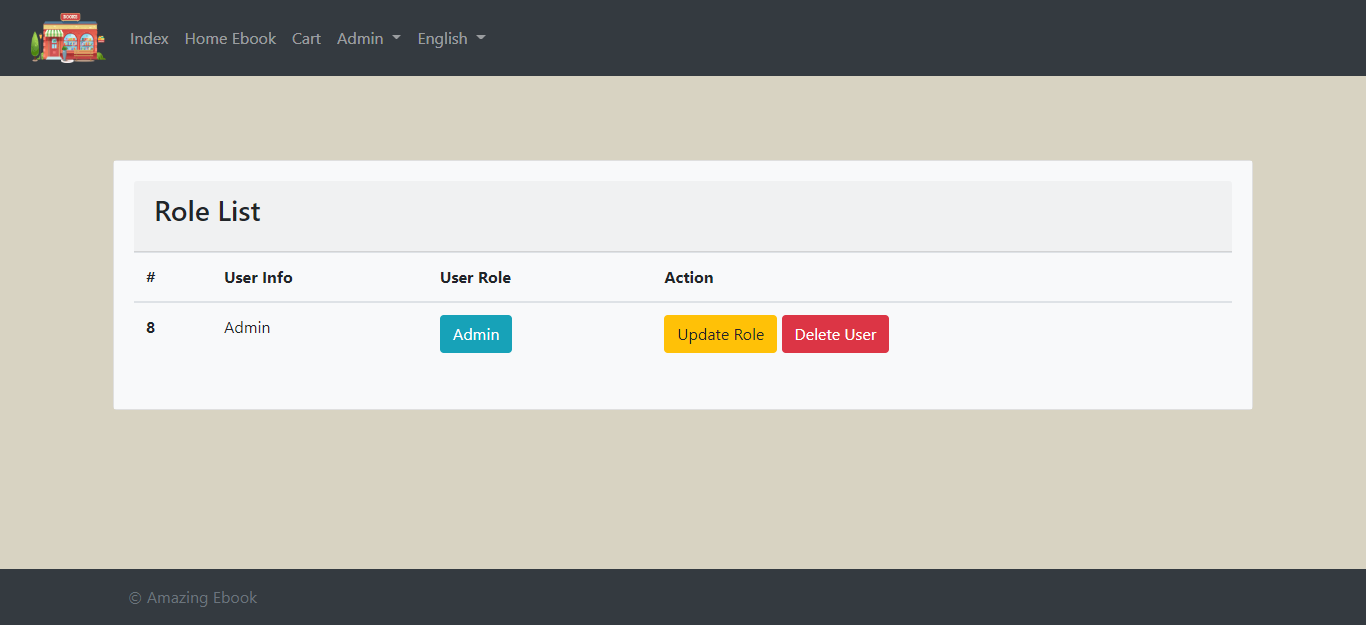 BOOKS
Index Home Ebook Cart Admin English
Role List
# User Info User Role Action
8 Admin Admin Update Role Delete User
© Amazing Ebook